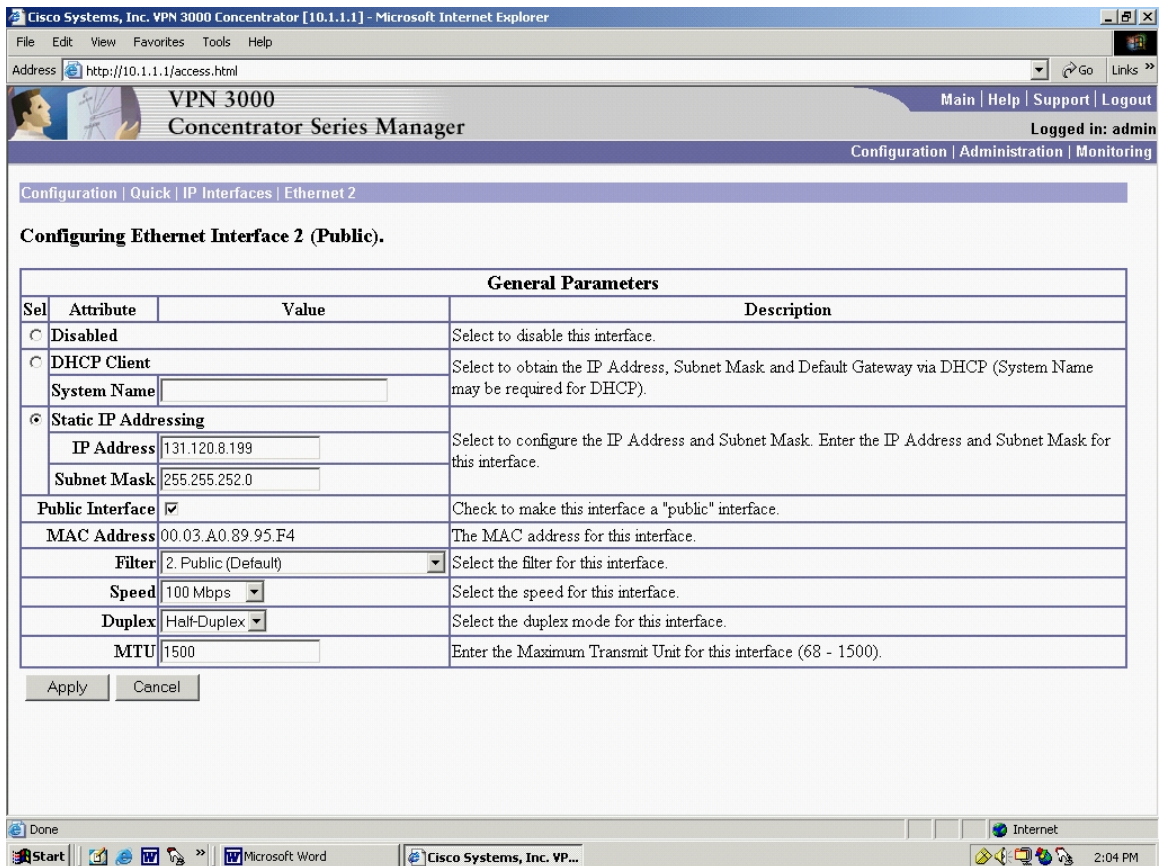 Cisco Systems, Inc. VPN 3000 Concentrator [10.1.1.1] - Microsoft Internet Explorer
File Edit View Favorites Tools Help
Address http://10.1.1.1/access.html Go Links »
VPN 3000
Concentrator Series Manager
Main | Help | Support | Logout
Logged in: admin
Configuration | Administration | Monitoring
Configuration | Quick | IP Interfaces | Ethernet 2
Configuring Ethernet Interface 2 (Public).
General Parameters
Sel Attribute Value Description
Disabled Select to disable this interface.
DHCP Client
System Name
Select to obtain the IP Address, Subnet Mask and Default Gateway via DHCP (System Name
may be required for DHCP).
Static IP Addressing
IP Address 131.120.8.199
Subnet Mask 255.255.252.0
Select to configure the IP Address and Subnet Mask. Enter the IP Address and Subnet Mask for
this interface.
Public Interface Check to make this interface a "public" interface.
MAC Address 00.03.A0.89.95.F4 The MAC address for this interface.
Filter 2. Public (Default) Select the filter for this interface.
Speed 100 Mbps Select the speed for this interface.
Duplex Half-Duplex Select the duplex mode for this interface.
MTU 1500 Enter the Maximum Transmit Unit for this interface (68 - 1500).
Apply Cancel
Done Internet
Start » Microsoft Word Cisco Systems, Inc. VP... 2:04 PM